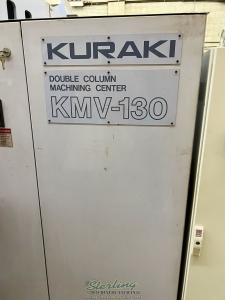 KURAKI
DOUBLE COLUMN
MACHINING CENTER
KMV-130
Sterling